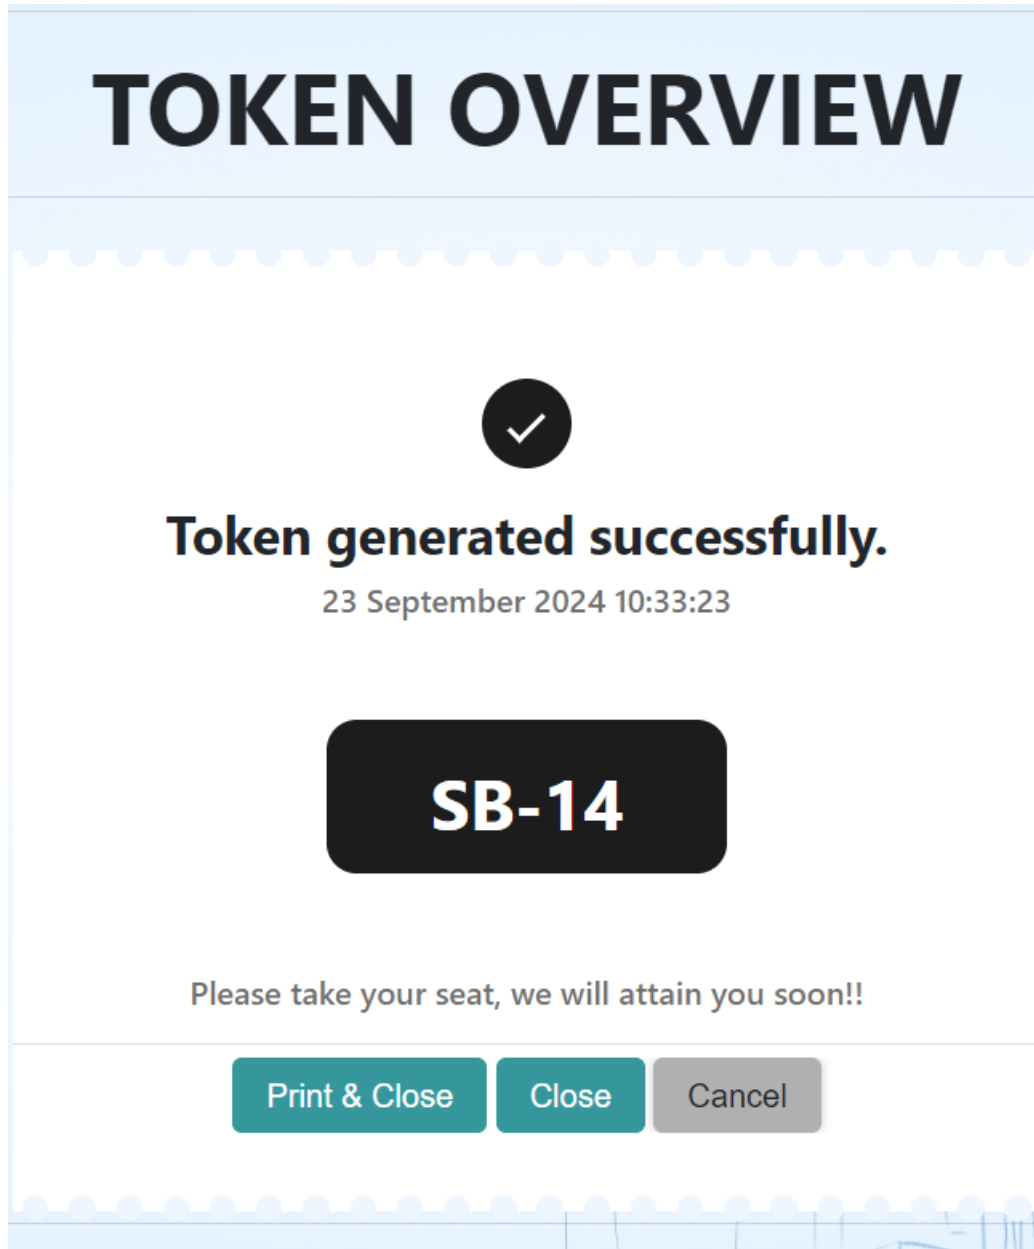 TOKEN OVERVIEW
Token generated successfully.
23 September 2024 10:33:23
SB-14
Please take your seat, we will attain you soon!!
Print & Close Close Cancel